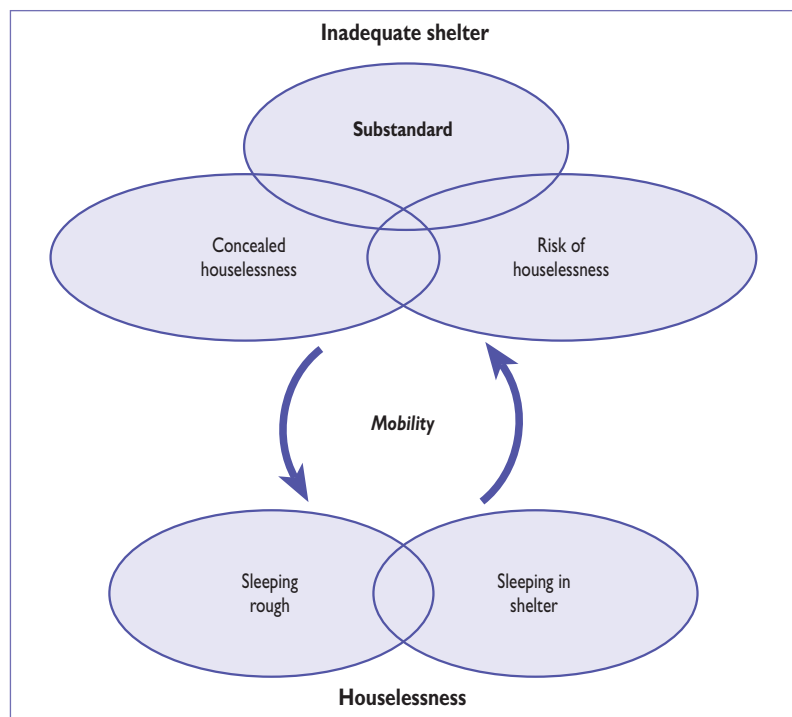 Inadequate shelter
Substandard
Concealed
houselessness
Risk of
houselessness
Mobility
Sleeping
rough
Sleeping in
shelter
Houselessness